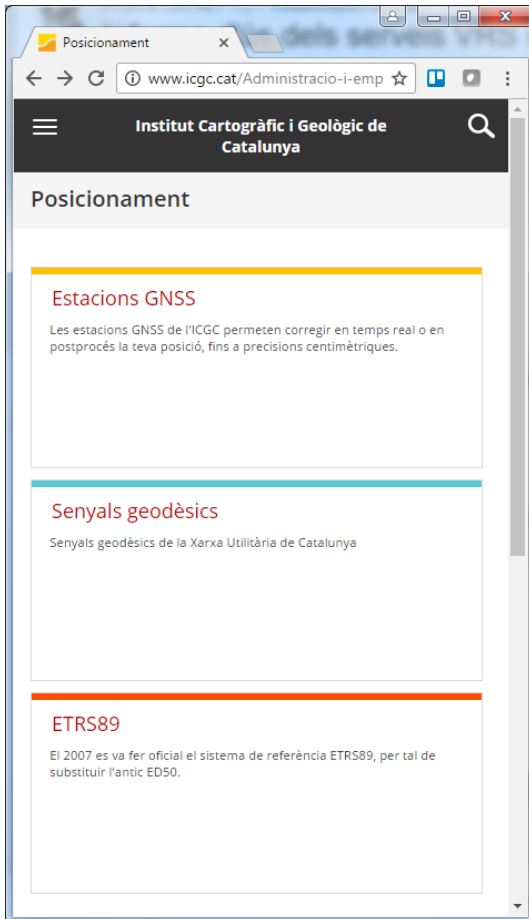 dels serveis VRS
Posicionament
www.icgc.cat/Administracio-i-emp
Institut Cartogràfic i Geològic de
Catalunya
Posicionament
Estacions GNSS
Les estacions GNSS de l'ICGC permeten corregir en temps real o en
postprocés la teva posició, fins a precisions centimètriques.
Senyals geodèsics
Senyals geodèsics de la Xarxa Utilitària de Catalunya
ETRS89
El 2007 es va fer oficial el sistema de referència ETRS89, per tal de
substituir l'antic ED50.